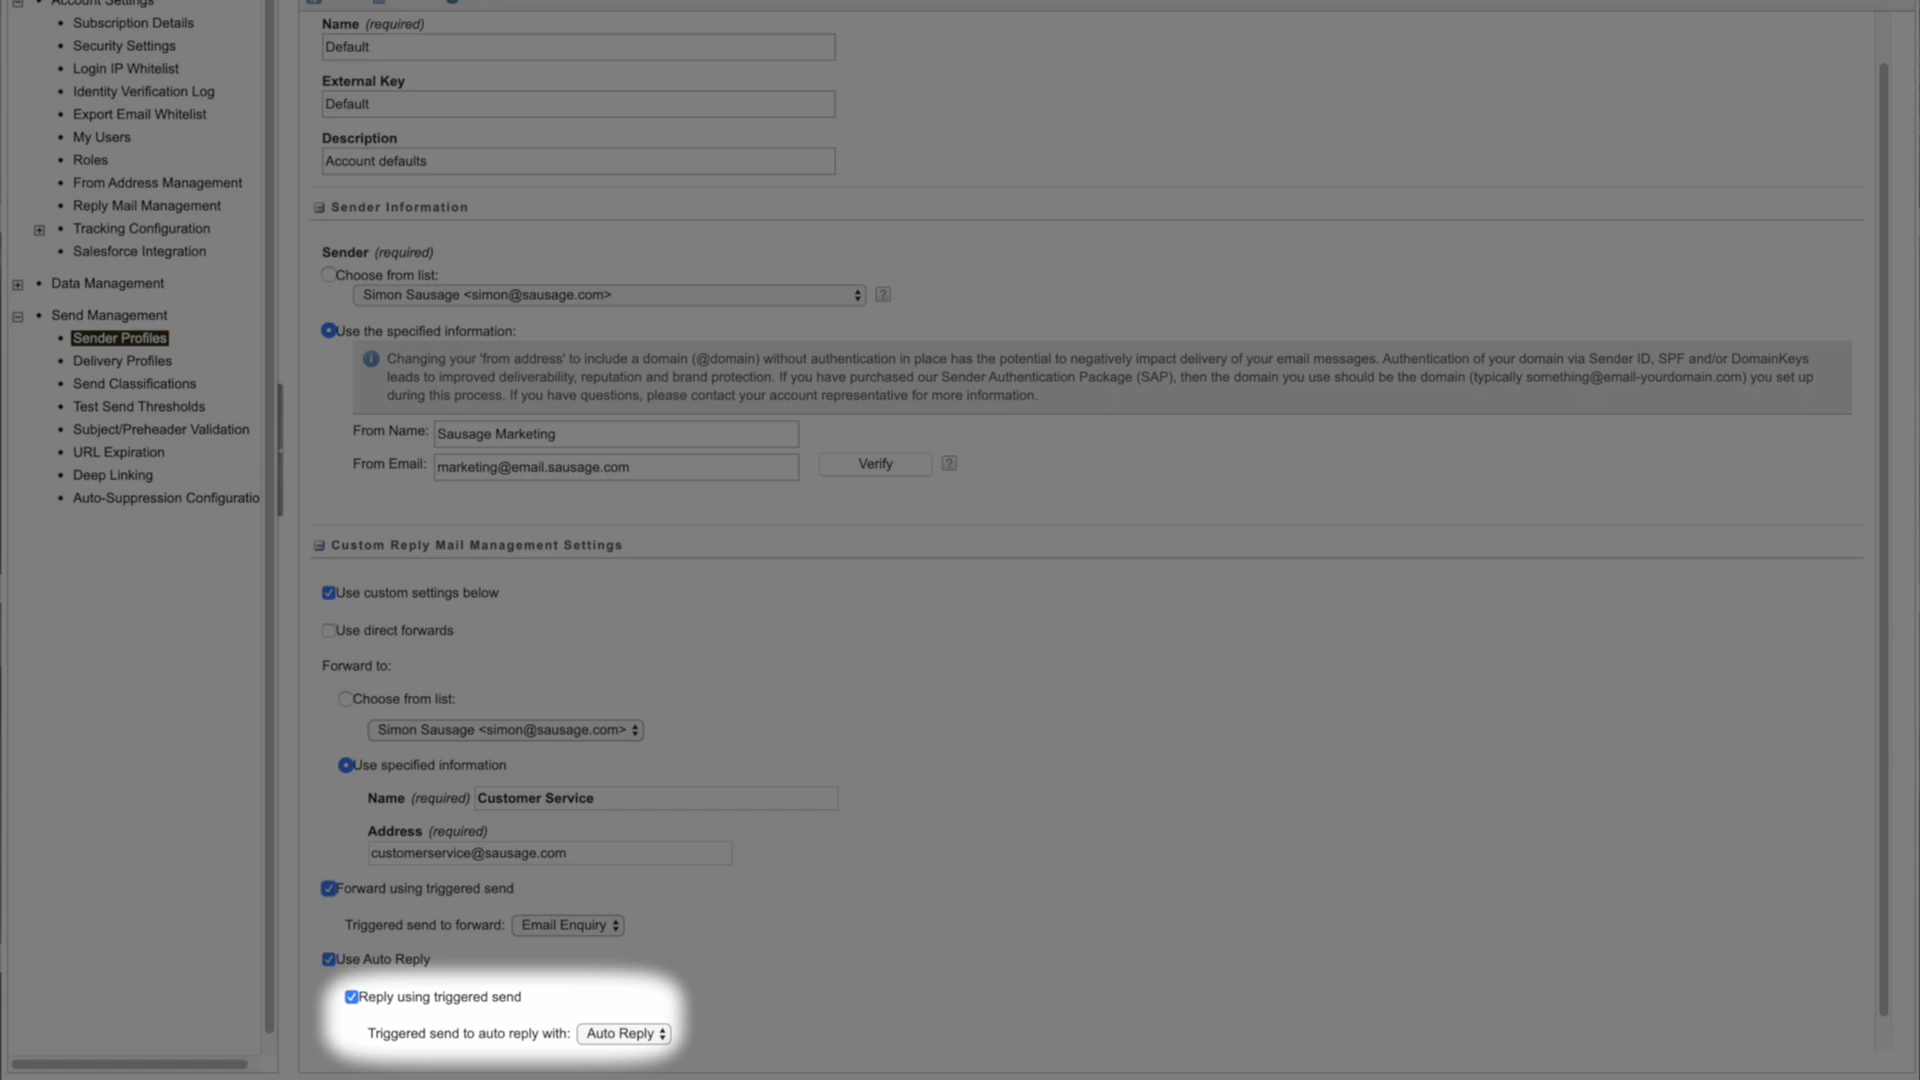 Account Settings
Subscription Details
Security Settings
Login IP Whitelist
Identity Verification Log
Export Email Whitelist
My Users
Roles
From Address Management
Reply Mail Management
Tracking Configuration
Salesforce Integration
Data Management
Send Management
Sender Profiles
Delivery Profiles
Send Classifications
Test Send Thresholds
Subject/Preheader Validation
URL Expiration
Deep Linking
Auto-Suppression Configuratio
Name (required)
Default
External Key
Default
Description
Account defaults
Sender Information
Sender (required)
Choose from list:
Simon Sausage <simon@sausage.com>
?
Use the specified information:
Changing your 'from address' to include a domain (@domain) without authentication in place has the potential to negatively impact delivery of your email messages. Authentication of your domain via Sender ID, SPF and/or DomainKeys
leads to improved deliverability, reputation and brand protection. If you have purchased our Sender Authentication Package (SAP), then the domain you use should be the domain (typically something@email-yourdomain.com) you set up
during this process. If you have questions, please contact your account representative for more information.
From Name: Sausage Marketing
From Email: marketing@email.sausage.com Verify ?
Custom Reply Mail Management Settings
Use custom settings below
Use direct forwards
Forward to:
Choose from list:
Simon Sausage <simon@sausage.com>
Use specified information
Name (required) Customer Service
Address (required)
customerservice@sausage.com
Forward using triggered send
Triggered send to forward: Email Enquiry
Use Auto Reply
Reply using triggered send
Triggered send to auto reply with: Auto Reply